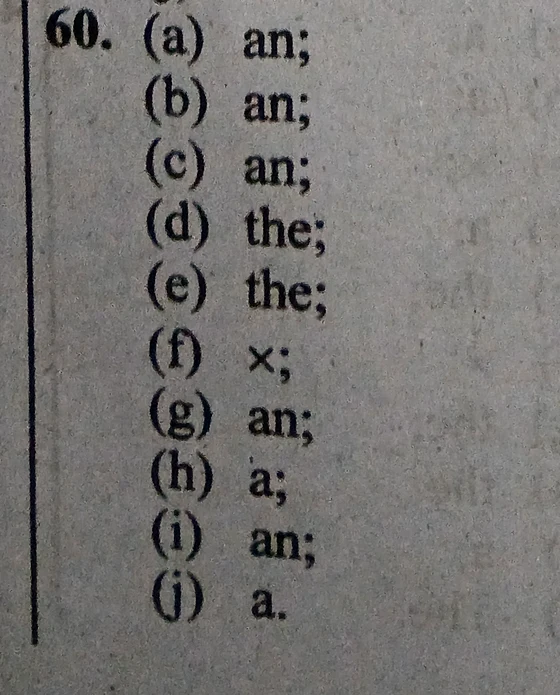 60. (a) an;
(b) an;
(c) an;
(d) the;
(e) the;
(f) ×;
(g) an;
(h) a;
(i) an;
(j) a.